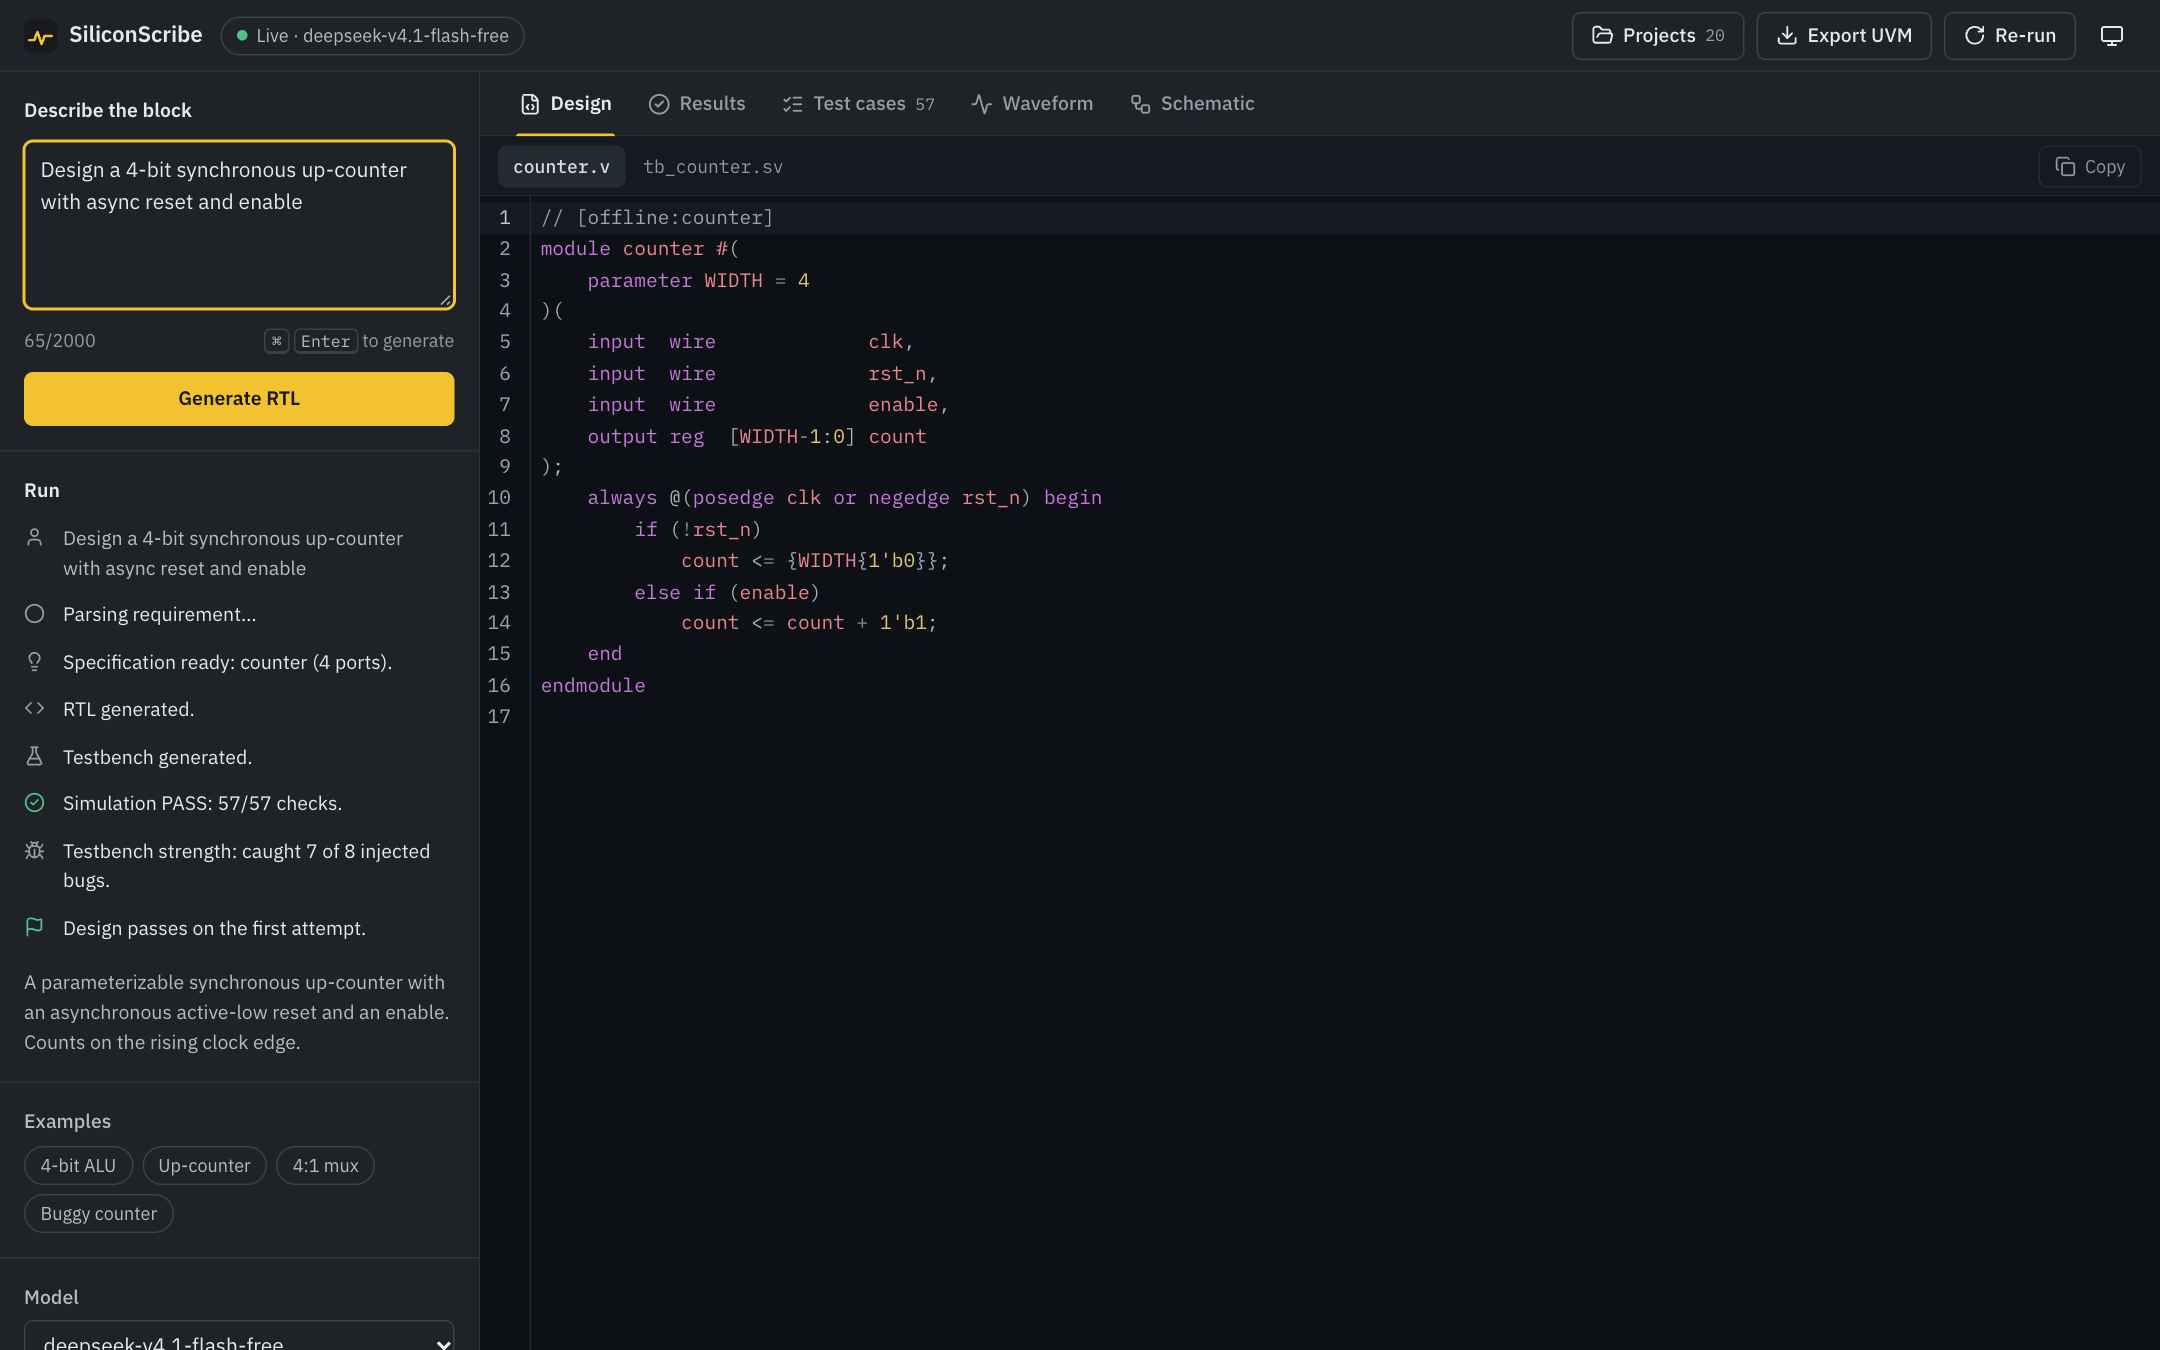 SiliconScribe
Live · deepseek-v4.1-flash-free
Projects 20
Export UVM
Re-run
Describe the block
Design a 4-bit synchronous up-counter
with async reset and enable
65/2000
⌘ Enter to generate
Generate RTL
Run
Design a 4-bit synchronous up-counter
with async reset and enable
Parsing requirement...
Specification ready: counter (4 ports).
RTL generated.
Testbench generated.
Simulation PASS: 57/57 checks.
Testbench strength: caught 7 of 8 injected
bugs.
Design passes on the first attempt.
A parameterizable synchronous up-counter with
an asynchronous active-low reset and an enable.
Counts on the rising clock edge.
Examples
4-bit ALU
Up-counter
4:1 mux
Buggy counter
Model
deepseek-v4.1-flash-free
Design
Results
Test cases 57
Waveform
Schematic
counter.v
tb_counter.sv
Copy
1 // [offline:counter]
2 module counter #(
3     parameter WIDTH = 4
4 )(
5     input  wire             clk,
6     input  wire             rst_n,
7     input  wire             enable,
8     output reg  [WIDTH-1:0] count
9 );
10     always @(posedge clk or negedge rst_n) begin
11         if (!rst_n)
12             count <= {WIDTH{1'b0}};
13         else if (enable)
14             count <= count + 1'b1;
15     end
16 endmodule
17